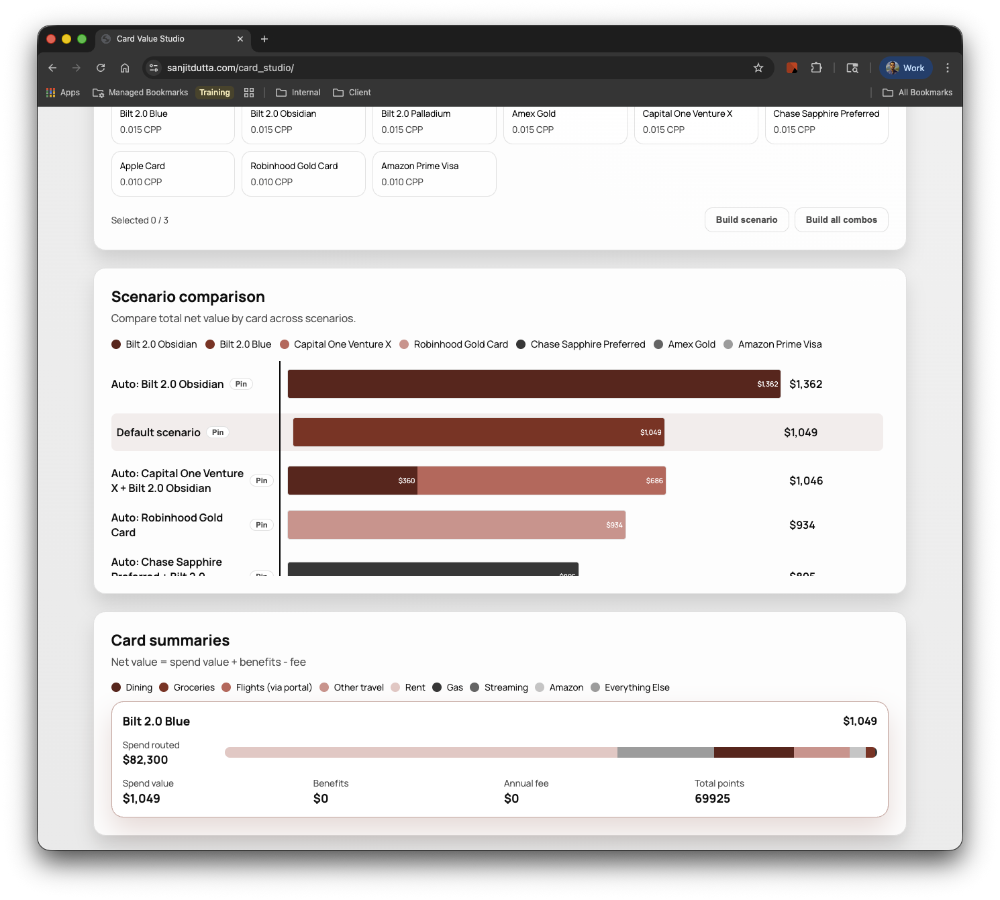 Card Value Studio
sanjitdutta.com/card_studio/
Work
Apps
Managed Bookmarks
Training
Internal
Client
All Bookmarks
Bilt 2.0 Blue
0.015 CPP
Bilt 2.0 Obsidian
0.015 CPP
Bilt 2.0 Palladium
0.015 CPP
Amex Gold
0.015 CPP
Capital One Venture X
0.015 CPP
Chase Sapphire Preferred
0.015 CPP
Apple Card
0.010 CPP
Robinhood Gold Card
0.010 CPP
Amazon Prime Visa
0.010 CPP
Selected 0 / 3
Build scenario
Build all combos
Scenario comparison
Compare total net value by card across scenarios.
Bilt 2.0 Obsidian
Bilt 2.0 Blue
Capital One Venture X
Robinhood Gold Card
Chase Sapphire Preferred
Amex Gold
Amazon Prime Visa
Auto: Bilt 2.0 Obsidian
Pin
$1,362
$1,362
Default scenario
Pin
$1,049
$1,049
Auto: Capital One Venture
X + Bilt 2.0 Obsidian
Pin
$360
$686
$1,046
Auto: Robinhood Gold
Card
Pin
$934
$934
Auto: Chase Sapphire
Preferred + Bilt 2.0
Pin
Card summaries
Net value = spend value + benefits - fee
Dining
Groceries
Flights (via portal)
Other travel
Rent
Gas
Streaming
Amazon
Everything Else
Bilt 2.0 Blue
$1,049
Spend routed
$82,300
Spend value
$1,049
Benefits
$0
Annual fee
$0
Total points
69925